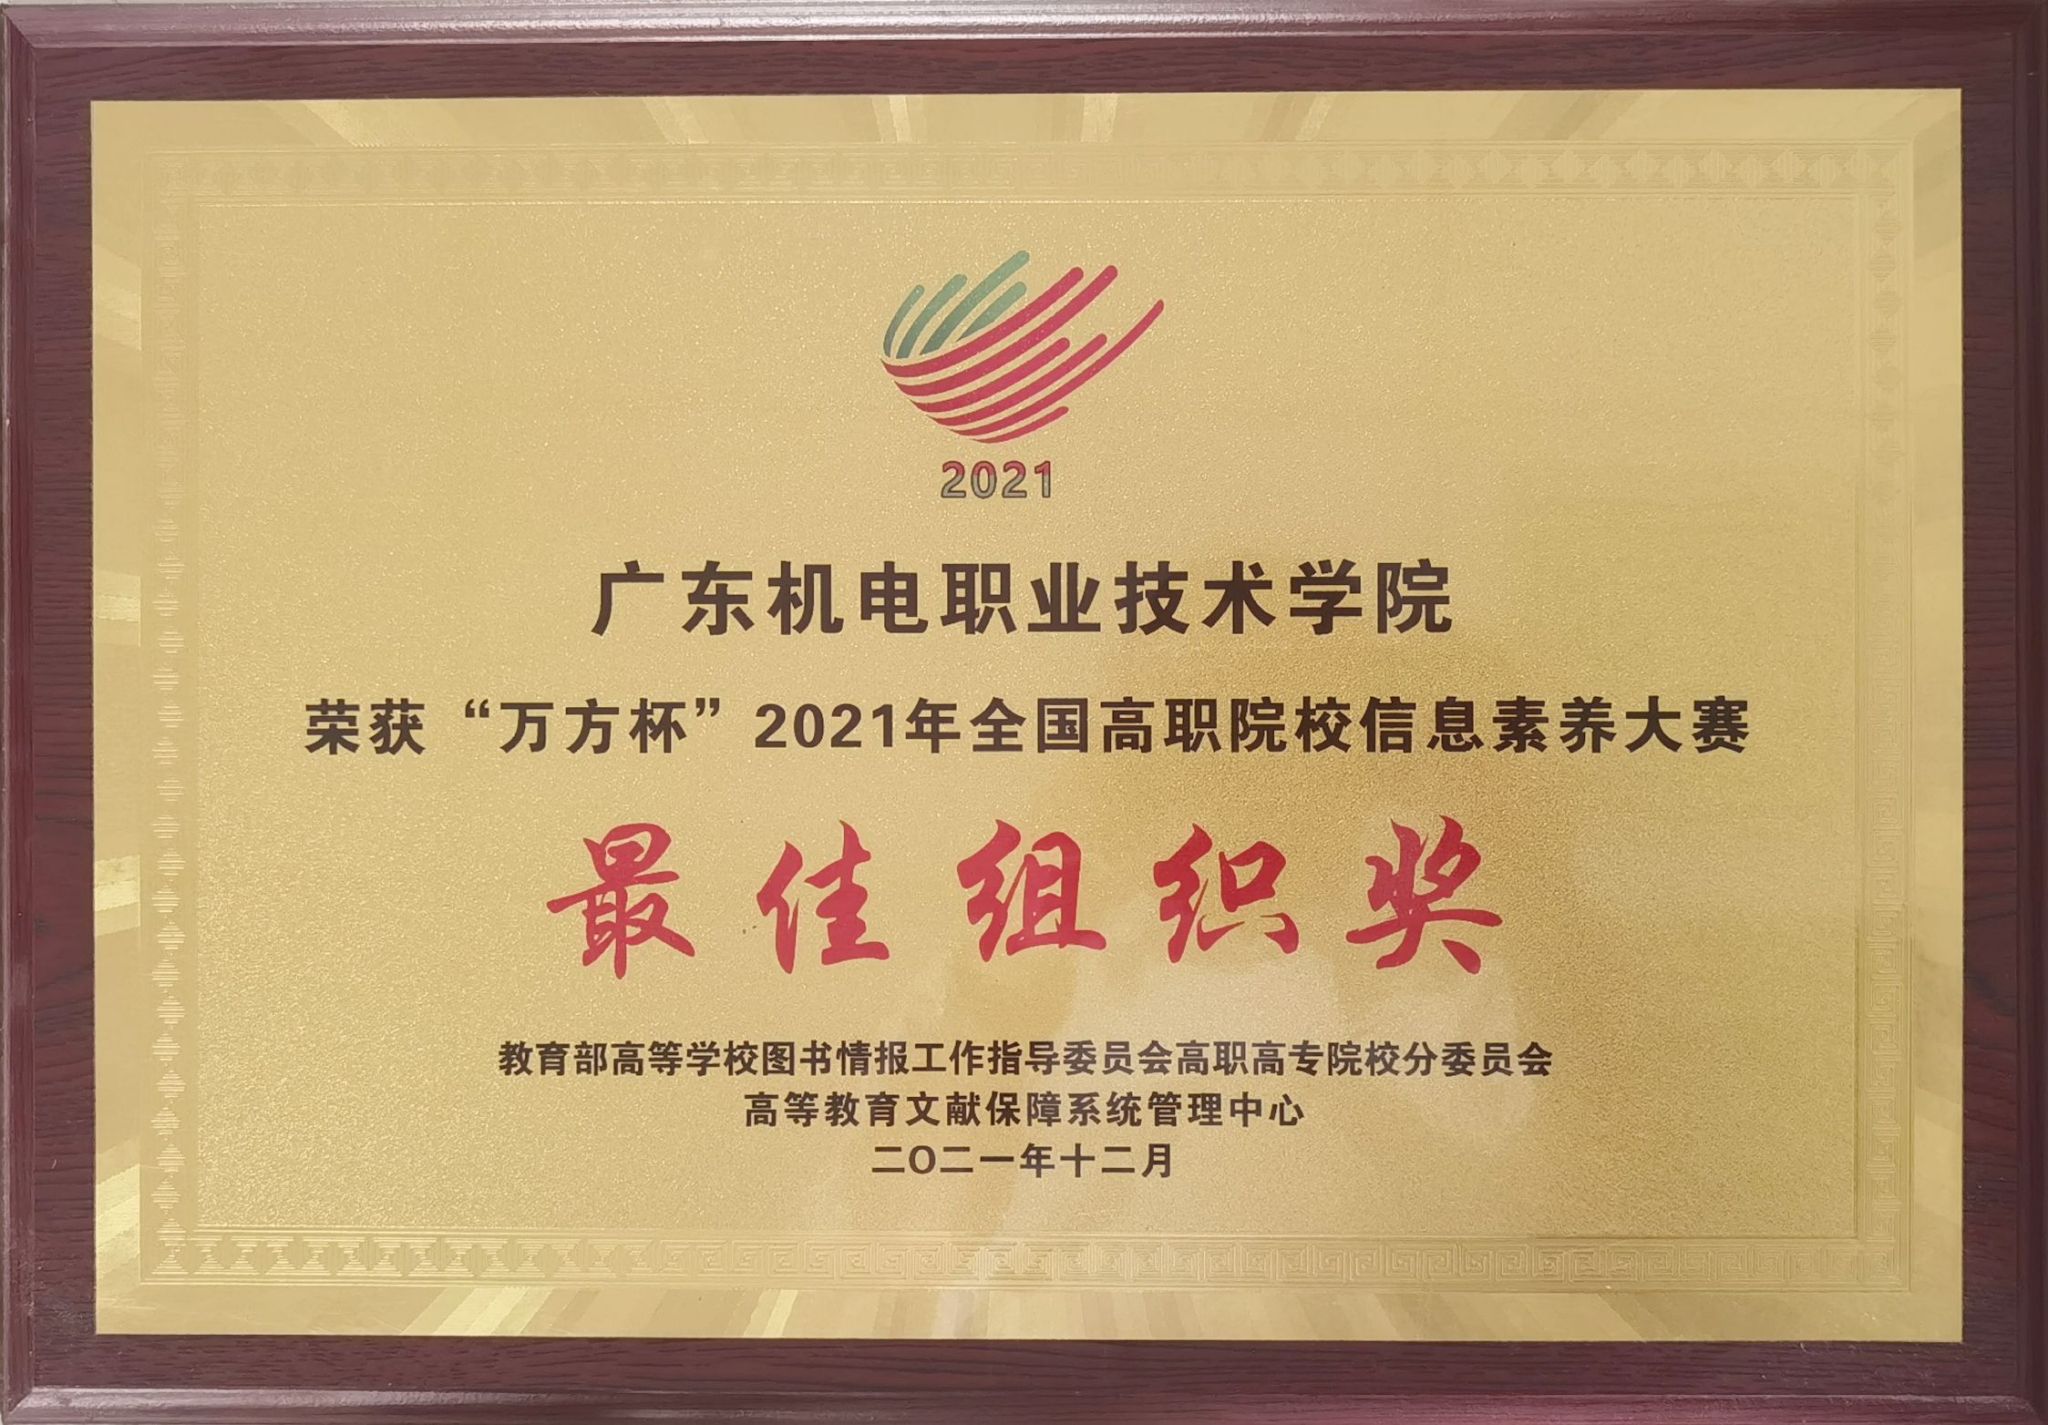 2021
广东机电职业技术学院
荣获“万方杯”2021年全国高职院校信息素养大赛
最佳组织奖
教育部高等学校图书情报工作指导委员会高职高专院校分委员会
高等教育文献保障系统管理中心
二〇二一年十二月